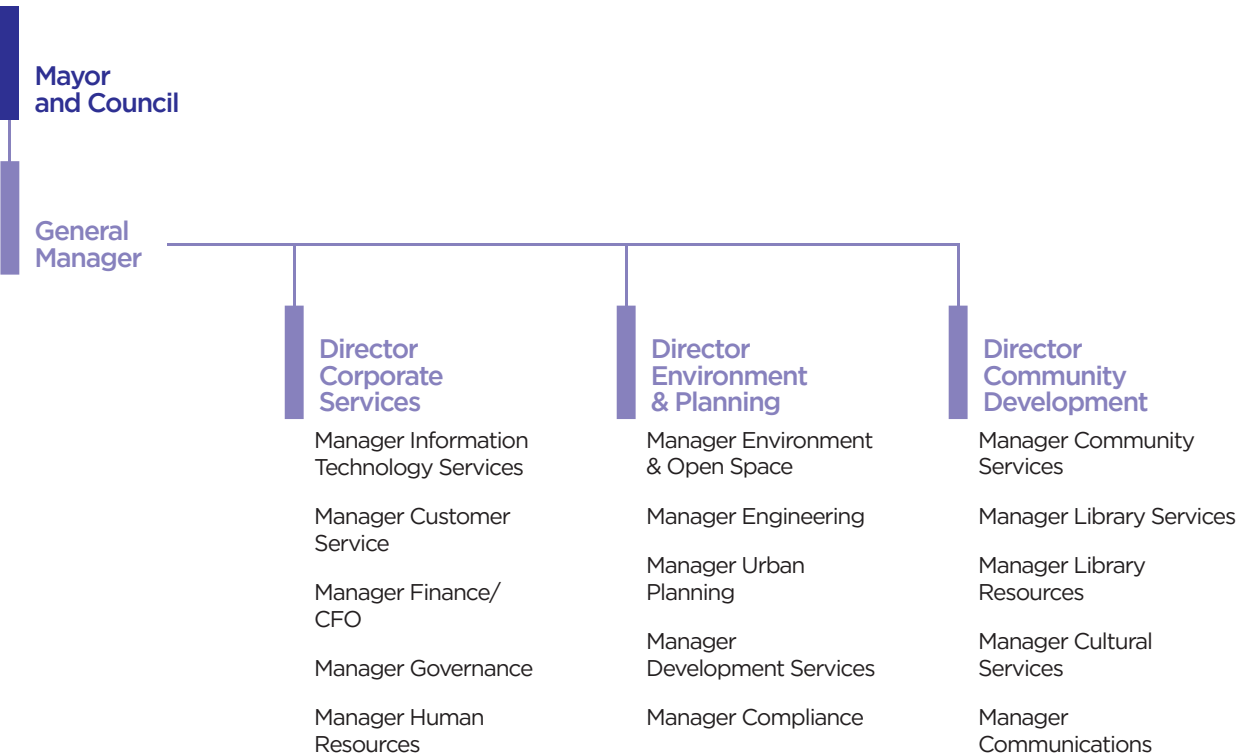 Mayor
and Council
General
Manager
Director
Corporate
Services
Manager Information
Technology Services
Manager Customer
Service
Manager Finance/
CFO
Manager Governance
Manager Human
Resources
Director
Environment
& Planning
Manager Environment
& Open Space
Manager Engineering
Manager Urban
Planning
Manager
Development Services
Manager Compliance
Director
Community
Development
Manager Community
Services
Manager Library Services
Manager Library
Resources
Manager Cultural
Services
Manager
Communications